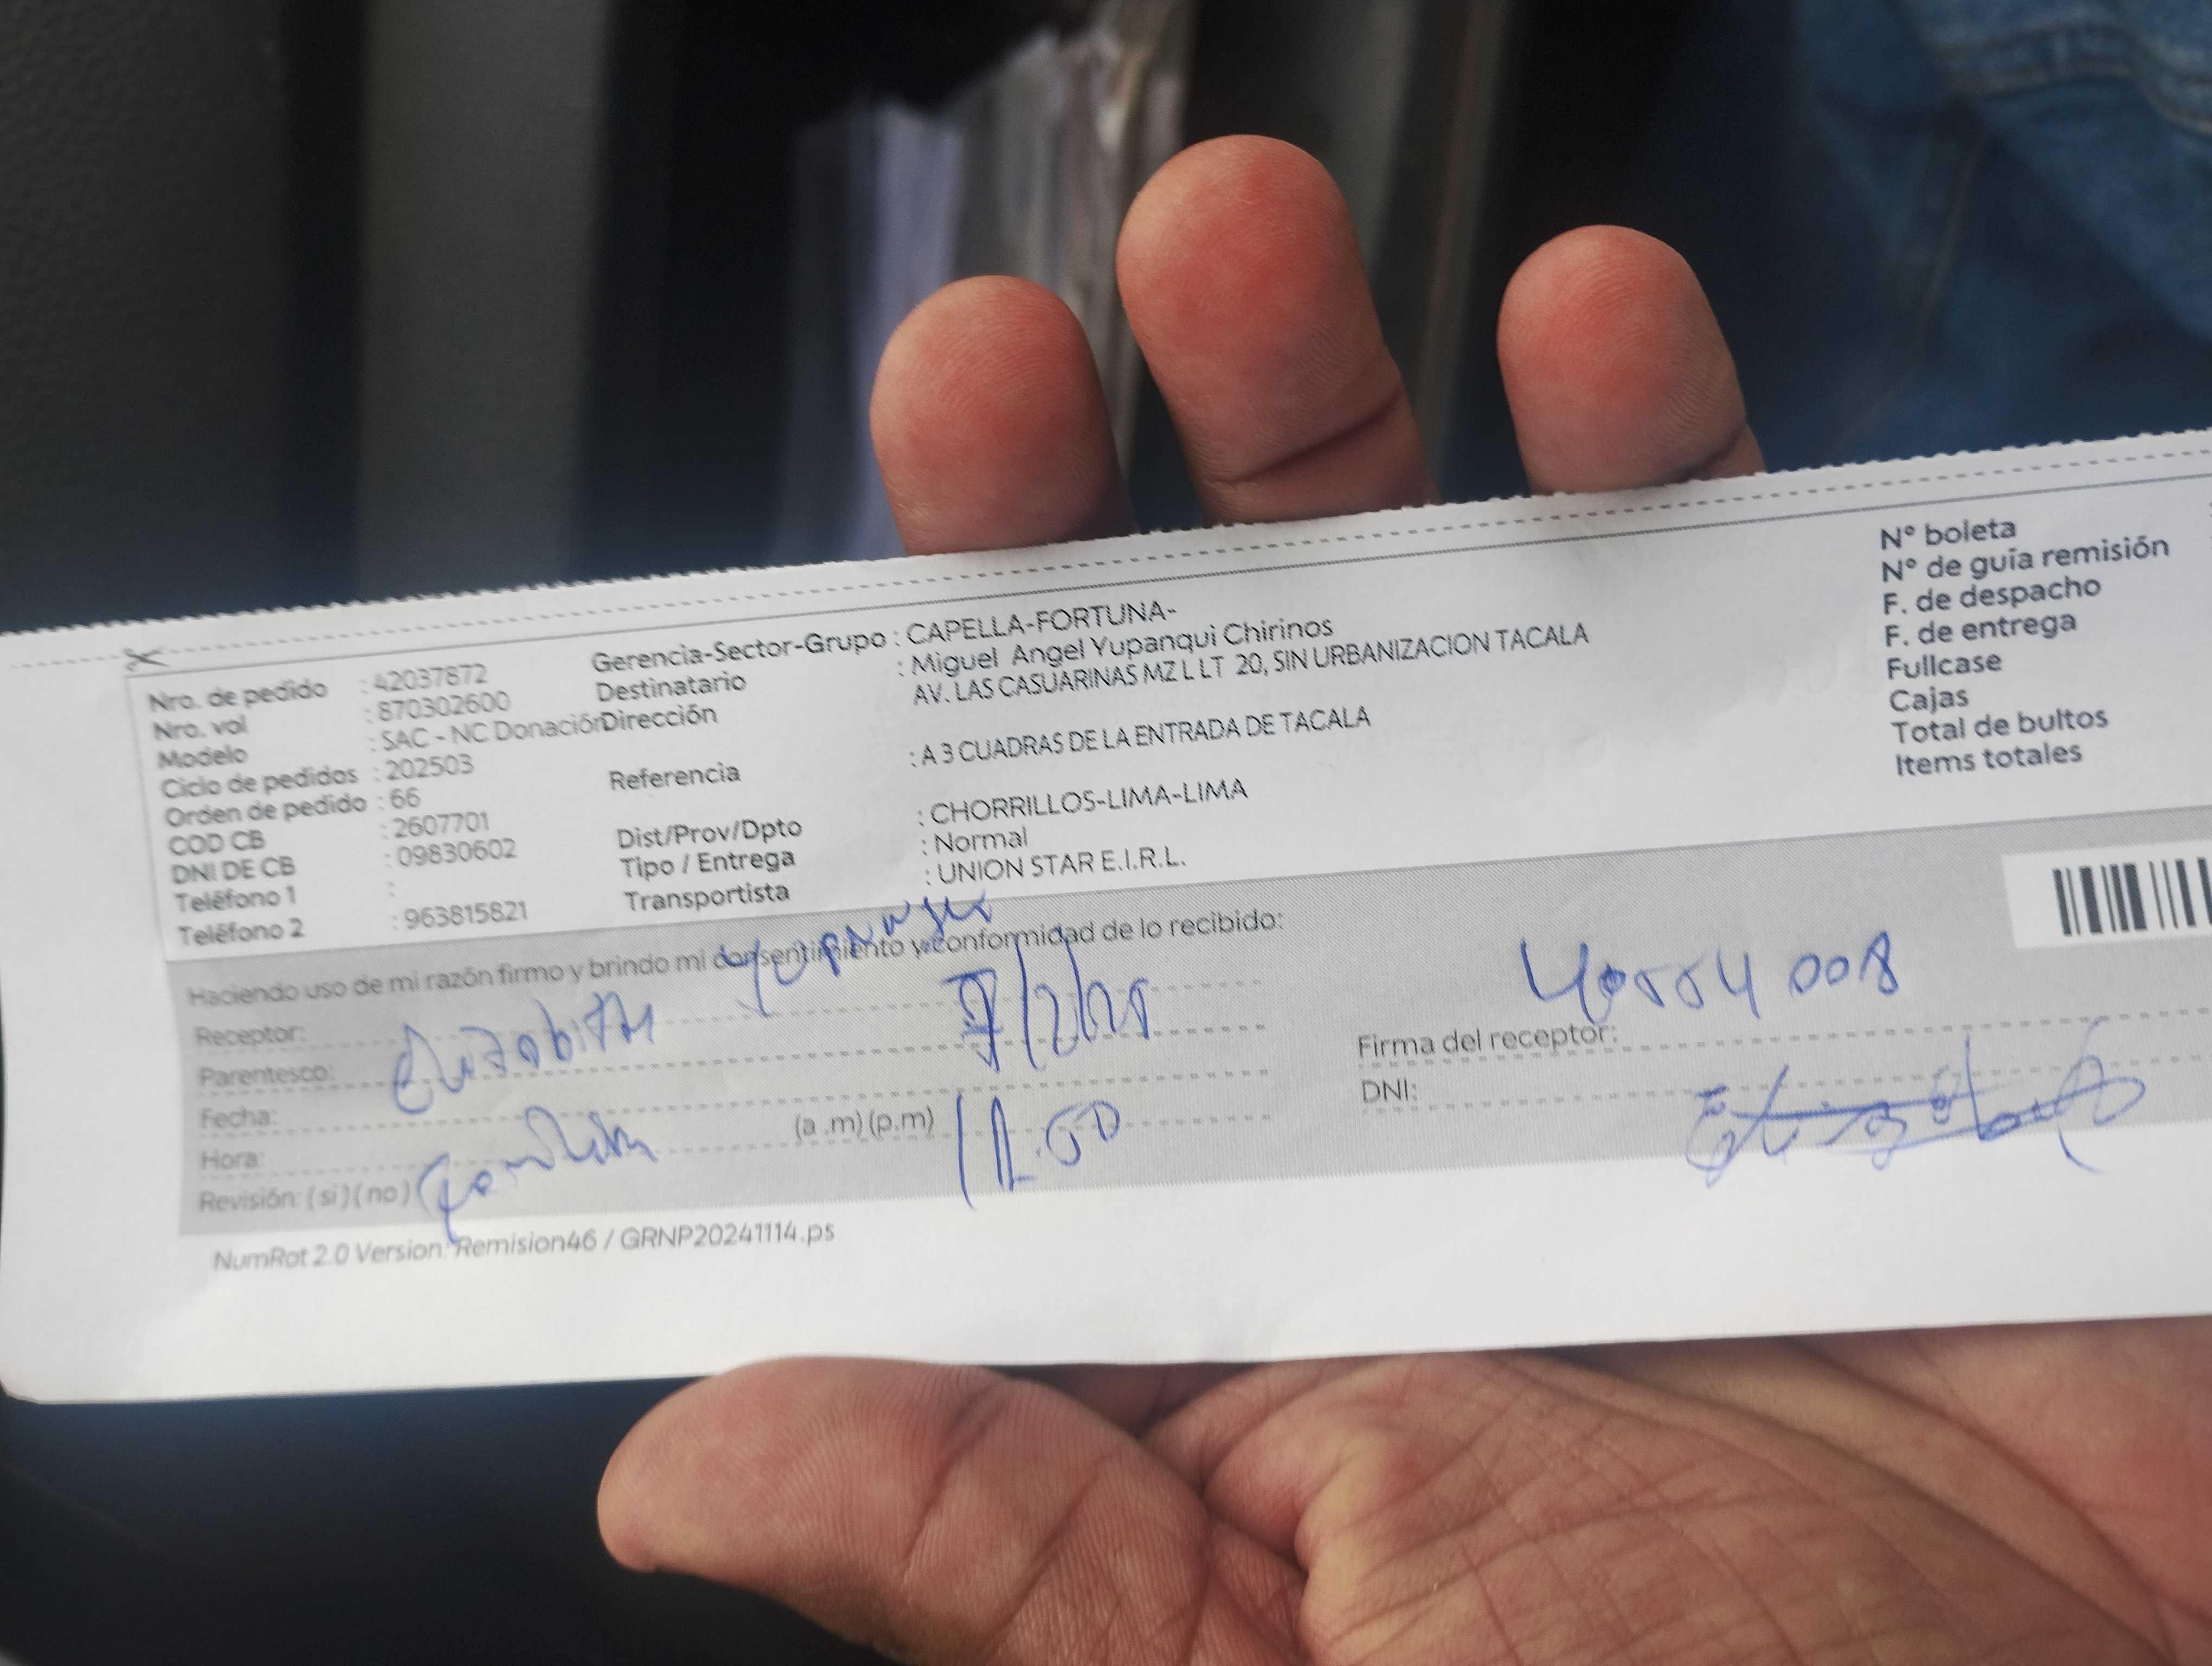 Nro. de pedido : 42037872
Nro. vol : 870302600
Modelo : SAC - NC Donación
Ciclo de pedidos : 202503
Orden de pedido : 66
COD CB : 2607701
DNI DE CB : 09830602
Teléfono 1 :
Teléfono 2 : 963815821
Gerencia-Sector-Grupo : CAPELLA-FORTUNA-
Destinatario : Miguel Angel Yupanqui Chirinos
Dirección AV. LAS CASUARINAS MZ L LT 20, SIN URBANIZACION TACALA
Referencia : A 3 CUADRAS DE LA ENTRADA DE TACALA
Dist/Prov/Dpto : CHORRILLOS-LIMA-LIMA
Tipo / Entrega : Normal
Transportista : UNION STAR E.I.R.L.
N° boleta
N° de guía remisión
F. de despacho
F. de entrega
Fullcase
Cajas
Total de bultos
Items totales
Haciendo uso de mi razón firmo y brindo mi consentimiento y conformidad de lo recibido:
Receptor:
Parentesco:
Fecha:
Hora: (a .m) (p.m)
Revisión: ( si ) ( no )
Firma del receptor:
DNI:
NumRot 2.0 Version: Remision46 / GRNP20241114.ps